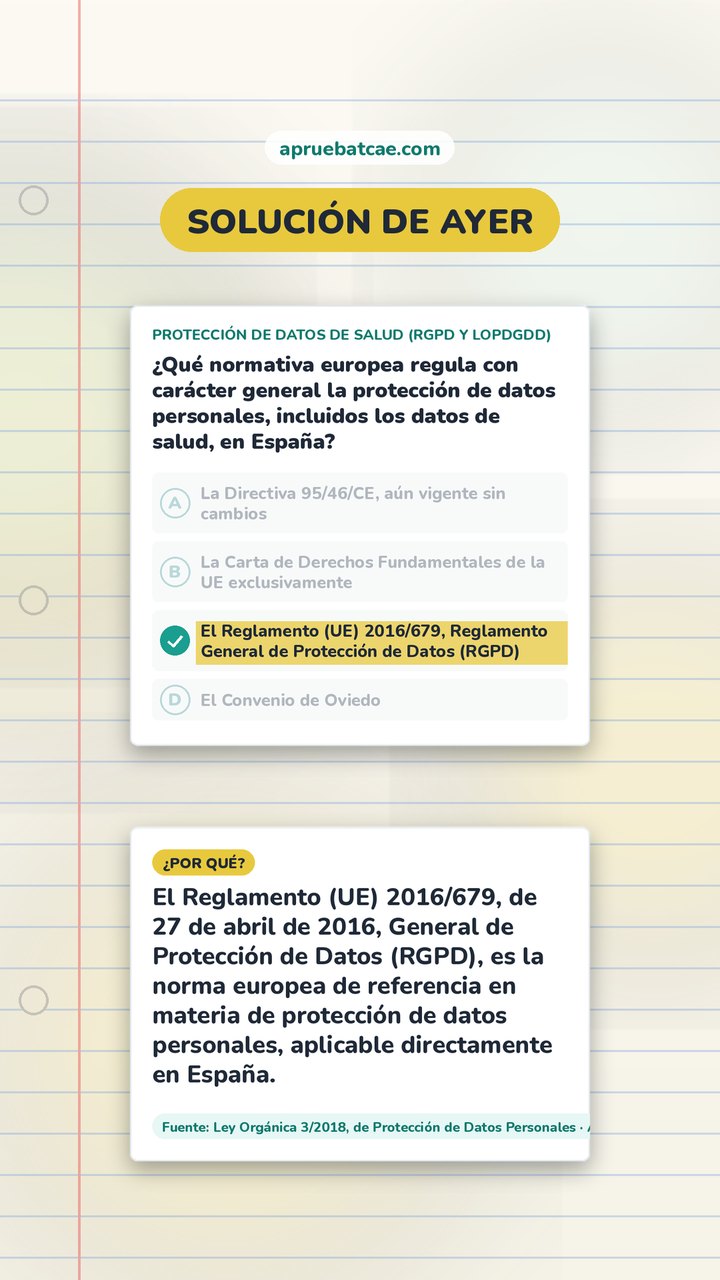 apruebatcae.com
SOLUCIÓN DE AYER
PROTECCIÓN DE DATOS DE SALUD (RGPD Y LOPDGDD)
¿Qué normativa europea regula con
carácter general la protección de datos
personales, incluidos los datos de
salud, en España?
A La Directiva 95/46/CE, aún vigente sin
cambios
B La Carta de Derechos Fundamentales de la
UE exclusivamente
El Reglamento (UE) 2016/679, Reglamento
General de Protección de Datos (RGPD)
D El Convenio de Oviedo
¿POR QUÉ?
El Reglamento (UE) 2016/679, de
27 de abril de 2016, General de
Protección de Datos (RGPD), es la
norma europea de referencia en
materia de protección de datos
personales, aplicable directamente
en España.
Fuente: Ley Orgánica 3/2018, de Protección de Datos Personales ·